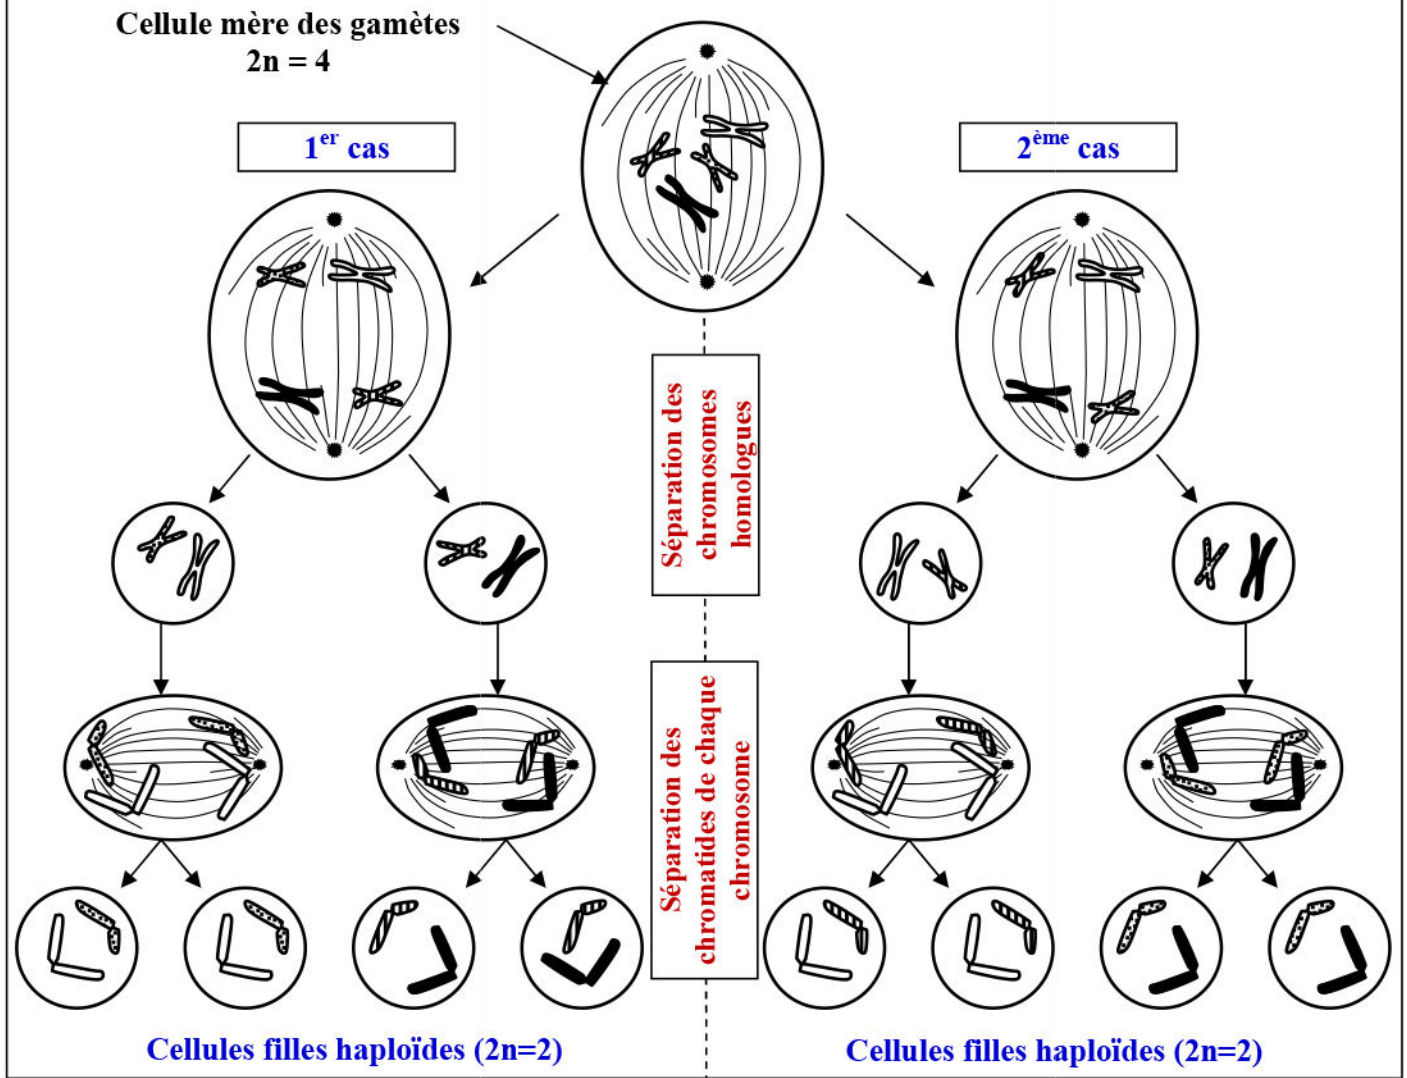 Cellule mère des gamètes
2n = 4
1er cas
2ème cas
Séparation des
chromosomes
homologues
Séparation des
chromatides de chaque
chromosome
Cellules filles haploïdes (2n=2)
Cellules filles haploïdes (2n=2)